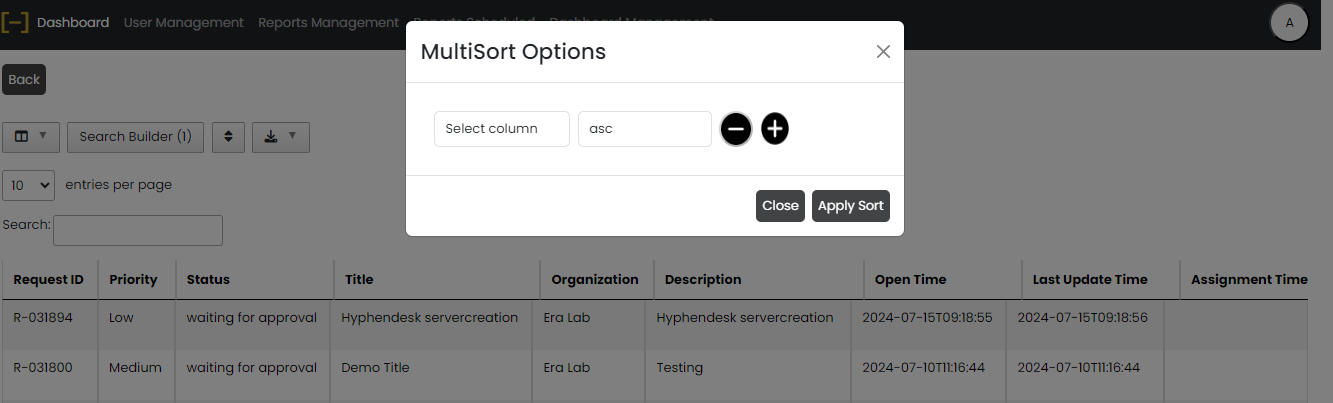 [-] Dashboard User Management Reports Management Reports Scheduled Dashboard Management A
MultiSort Options
Back
Select column asc
Search Builder (1)
10 entries per page
Close Apply Sort
Search:
Request ID Priority Status Title Organization Description Open Time Last Update Time Assignment Time
R-031894 Low waiting for approval Hyphendesk servercreation Era Lab Hyphendesk servercreation 2024-07-15T09:18:55 2024-07-15T09:18:56
R-031800 Medium waiting for approval Demo Title Era Lab Testing 2024-07-10T11:16:44 2024-07-10T11:16:44